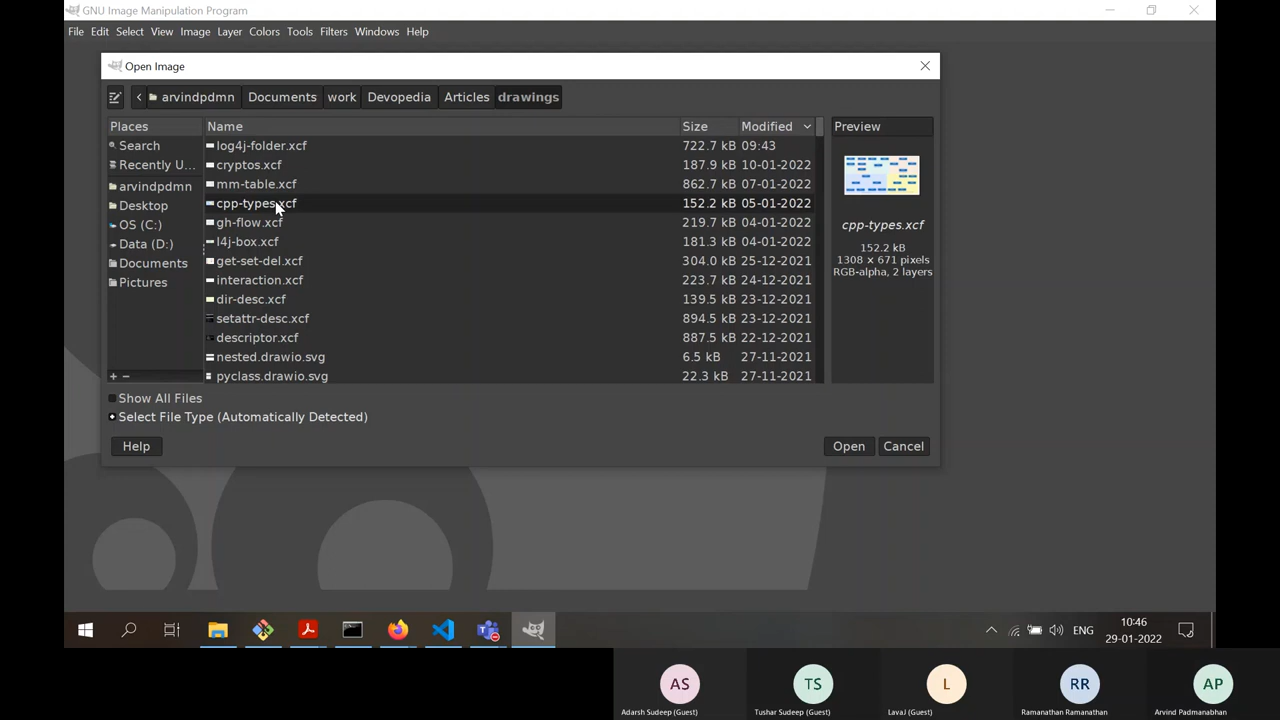 GNU Image Manipulation Program
File Edit Select View Image Layer Colors Tools Filters Windows Help
Open Image
arvindpdmn Documents work Devopedia Articles drawings
Places Name Size Modified Preview
Search log4j-folder.xcf 722.7 kB 09:43
Recently U... cryptos.xcf 187.9 kB 10-01-2022
arvindpdmn mm-table.xcf 862.7 kB 07-01-2022
Desktop cpp-types.xcf 152.2 kB 05-01-2022
OS (C:) gh-flow.xcf 219.7 kB 04-01-2022 cpp-types.xcf
Data (D:) l4j-box.xcf 181.3 kB 04-01-2022 152.2 kB
Documents get-set-del.xcf 304.0 kB 25-12-2021 1308 × 671 pixels
Pictures interaction.xcf 223.7 kB 24-12-2021 RGB-alpha, 2 layers
dir-desc.xcf 139.5 kB 23-12-2021
setattr-desc.xcf 894.5 kB 23-12-2021
descriptor.xcf 887.5 kB 22-12-2021
nested.drawio.svg 6.5 kB 27-11-2021
pyclass.drawio.svg 22.3 kB 27-11-2021
Show All Files
Select File Type (Automatically Detected)
Help Open Cancel
ENG 10:46
29-01-2022
AS TS L RR AP
Adarsh Sudeep (Guest) Tushar Sudeep (Guest) LavaJ (Guest) Ramanathan Ramanathan Arvind Padmanabhan